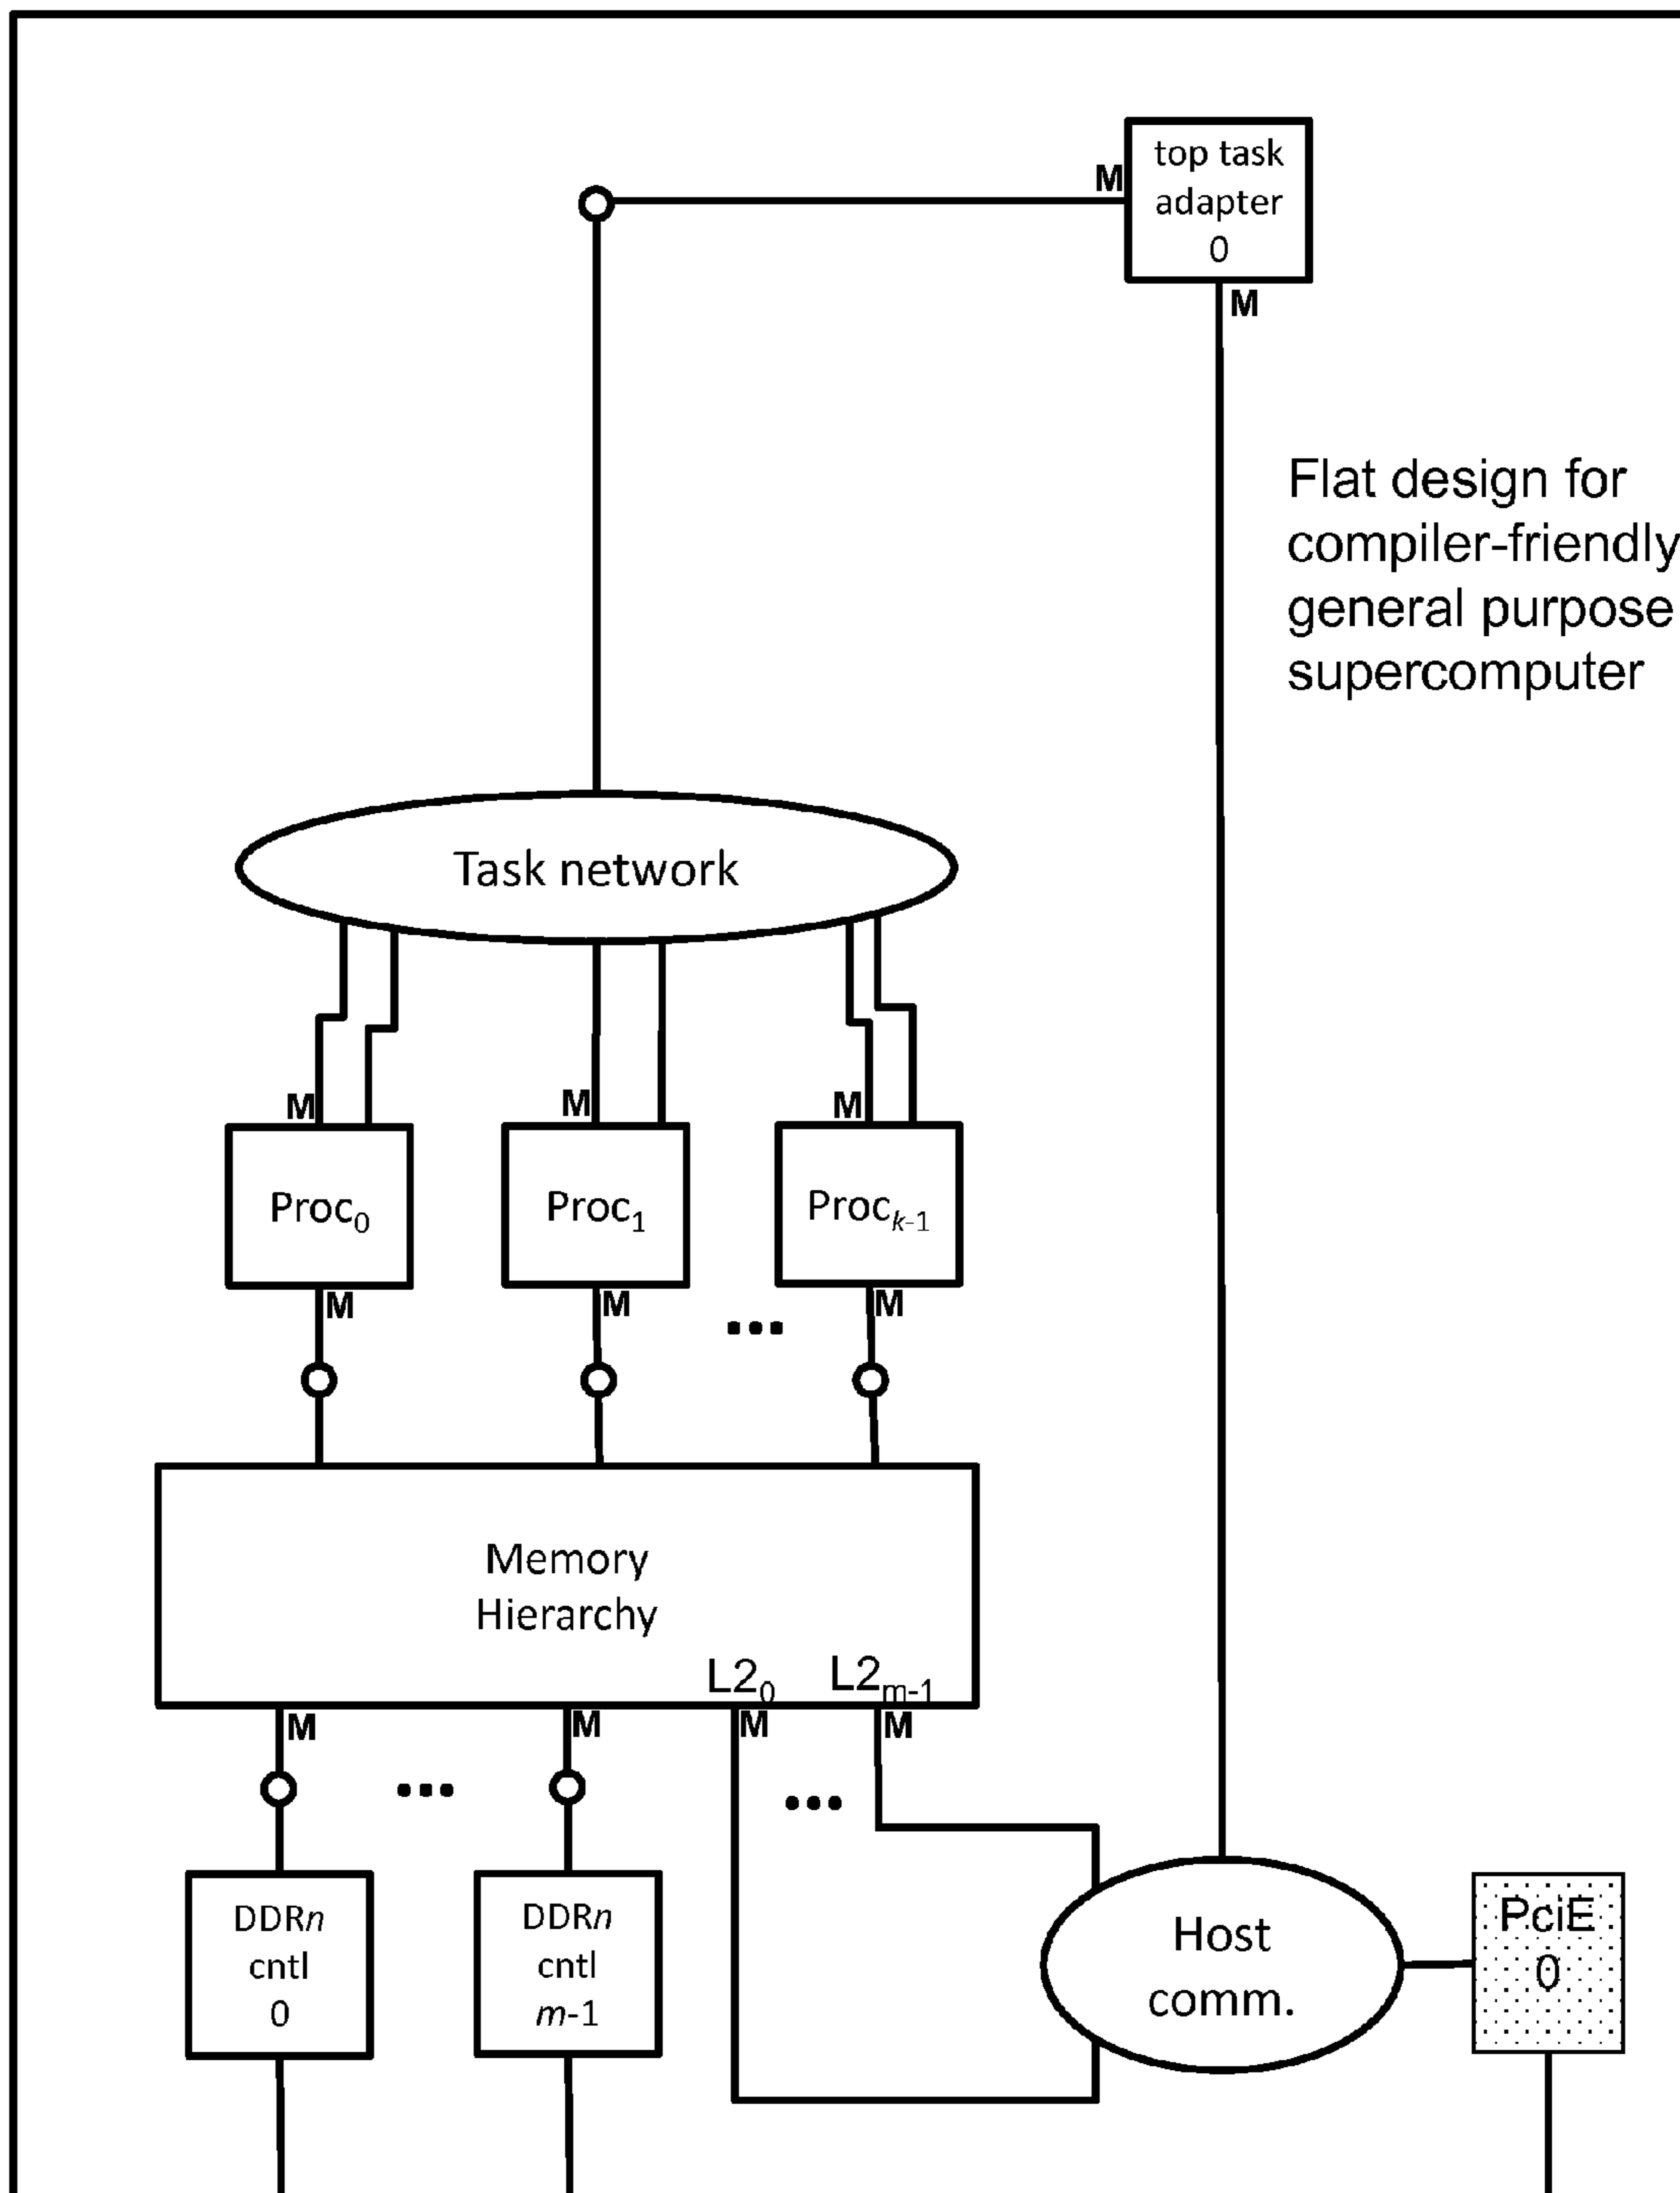 top task
adapter
0
M
M
Flat design for
compiler-friendly
general purpose
supercomputer
Task network
M
M
M
Proc0
Proc1
Prock-1
M
M
M
...
Memory
Hierarchy
L20
L2m-1
M
M
M
M
...
...
DDRn
cntl
0
DDRn
cntl
m-1
Host
comm.
PciE
0